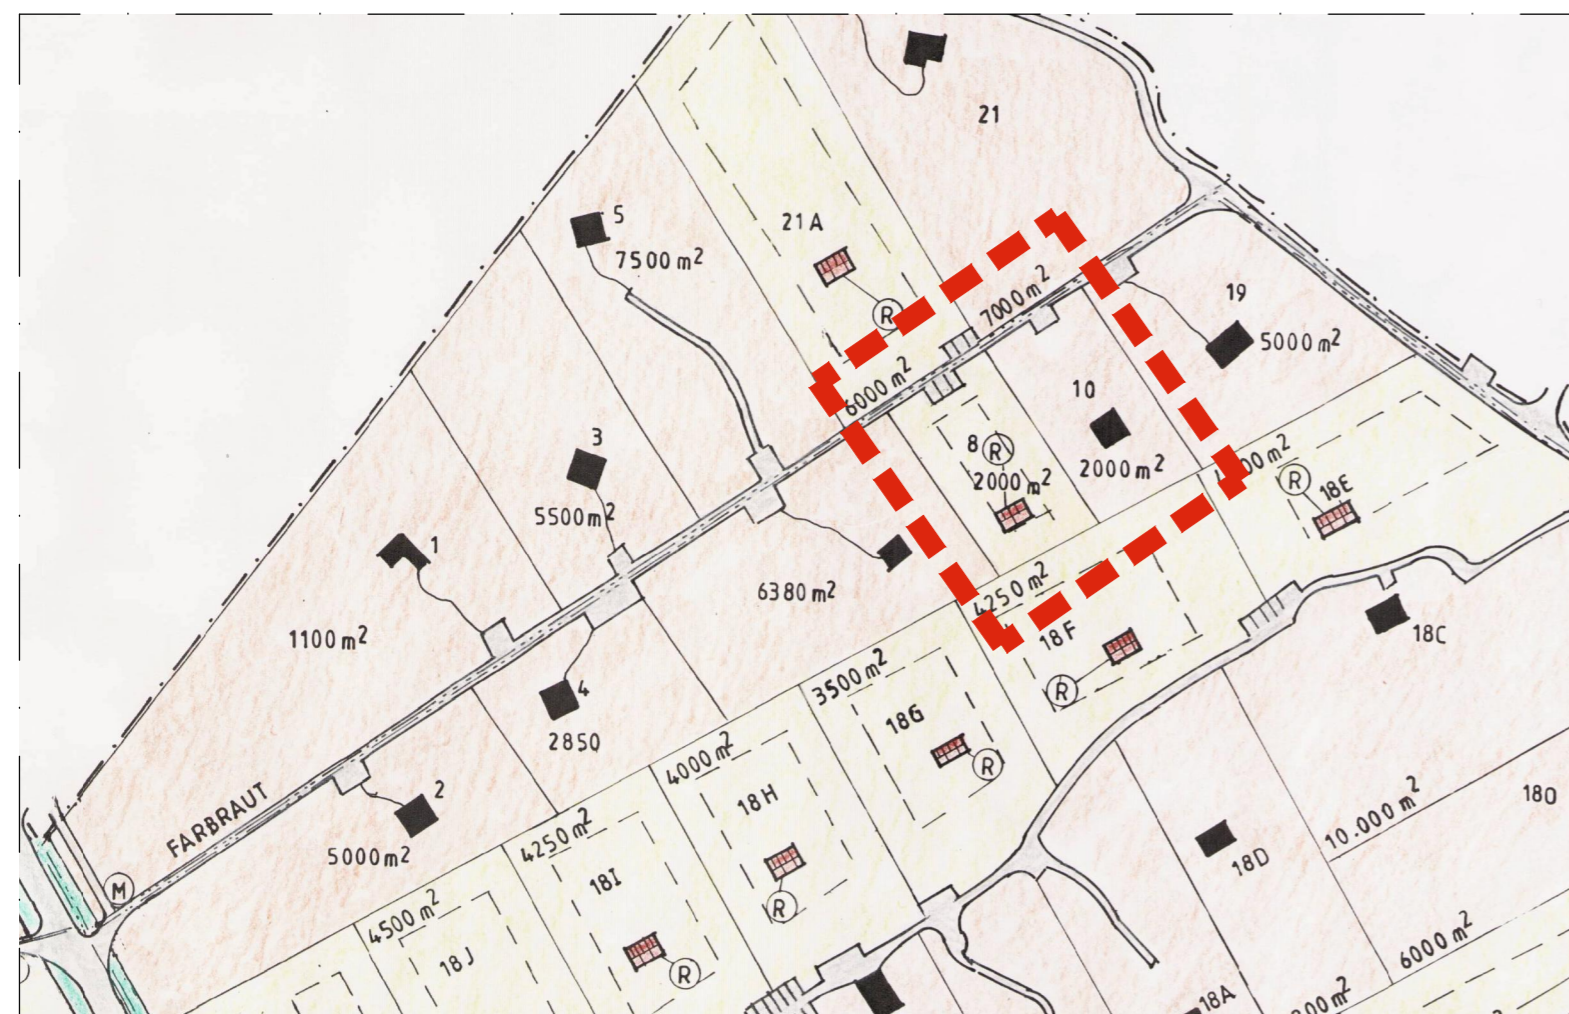 21
5
7500 m²
21A
R
7000 m²
19
5000 m²
6000 m²
10
2000 m²
8
R
2000 m²
3
5500 m²
R
18E
1
6380 m²
4250 m²
18F
R
18C
1100 m²
4
2850
3500 m²
18G
R
4000 m²
18H
R
2
5000 m²
FARBRAUT
M
4250 m²
18I
R
4500 m²
18J
18D
10.000 m²
180
6000 m²
18A